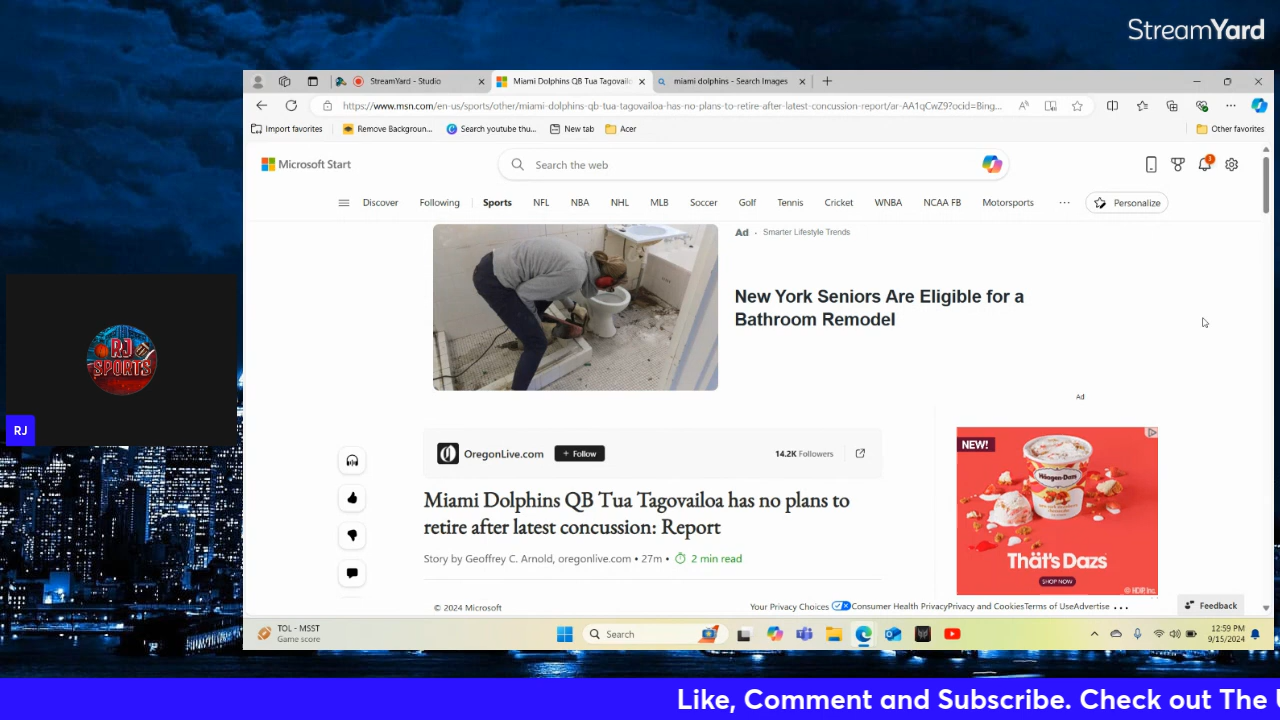 StreamYard
StreamYard - Studio
Miami Dolphins QB Tua Tagovailo
miami dolphins - Search Images
https://www.msn.com/en-us/sports/other/miami-dolphins-qb-tua-tagovailoa-has-no-plans-to-retire-after-latest-concussion-report/ar-AA1qCwZ9?ocid=Bing...
Import favorites
Remove Backgroun...
Search youtube thu...
New tab
Acer
Other favorites
Microsoft Start
Search the web
3
Discover Following Sports NFL NBA NHL MLB Soccer Golf Tennis Cricket WNBA NCAA FB Motorsports ... Personalize
Ad · Smarter Lifestyle Trends
New York Seniors Are Eligible for a
Bathroom Remodel
RJ
SPORTS
RJ
Ad
OregonLive.com
+ Follow
14.2K Followers
Miami Dolphins QB Tua Tagovailoa has no plans to
retire after latest concussion: Report
Story by Geoffrey C. Arnold, oregonlive.com • 27m • 2 min read
NEW!
Häagen-Dazs
Thät's Dazs
SHOP NOW
© HDIP, Inc.
© 2024 Microsoft
Your Privacy Choices Consumer Health Privacy Privacy and Cookies Terms of Use Advertise ...
Feedback
TOL - MSST
Game score
Search
12:59 PM
9/15/2024
Like, Comment and Subscribe. Check out The